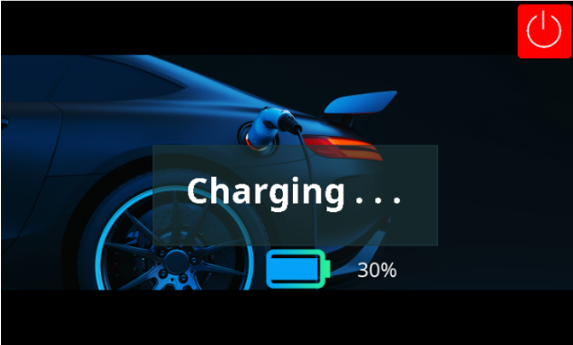 Charging . . .
30%